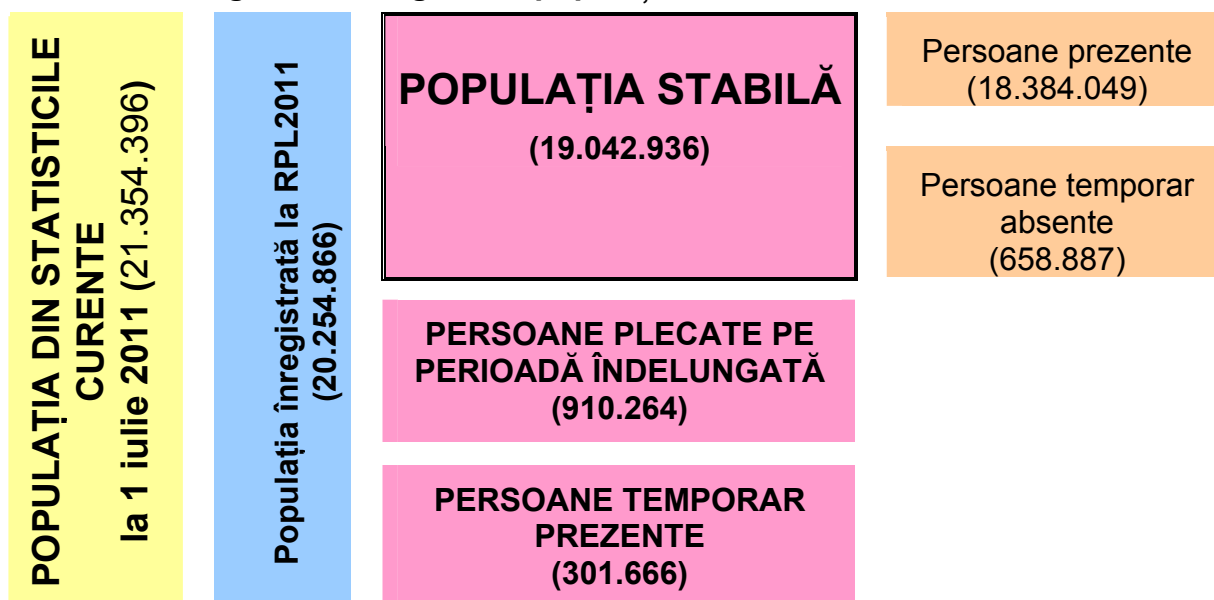 POPULAȚIA DIN STATISTICILE
CURENTE
la 1 iulie 2011 (21.354.396)
Populația înregistrată la RPL2011
(20.254.866)
POPULAȚIA STABILĂ
(19.042.936)
PERSOANE PLECATE PE
PERIOADĂ ÎNDELUNGATĂ
(910.264)
PERSOANE TEMPORAR
PREZENTE
(301.666)
Persoane prezente
(18.384.049)
Persoane temporar
absente
(658.887)